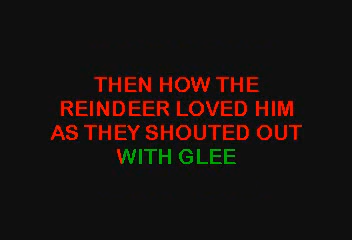 THEN HOW THE
REINDEER LOVED HIM
AS THEY SHOUTED OUT
WITH GLEE